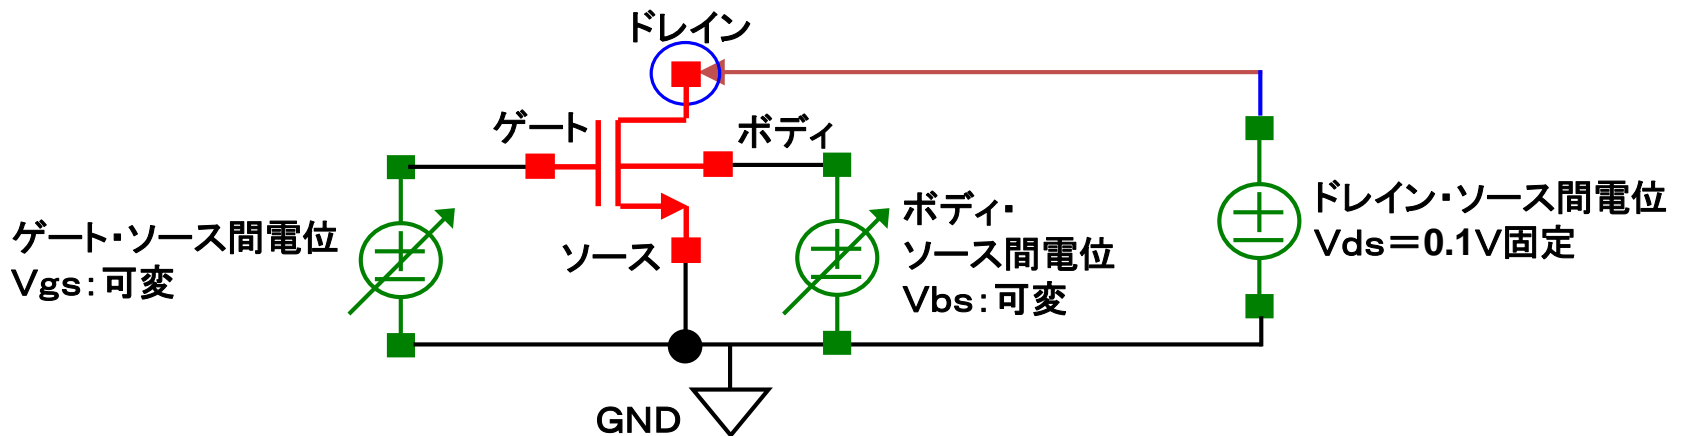 ドレイン
ゲート
ボディ
ゲート・ソース間電位
Vgs:可変
ソース
ボディ・
ソース間電位
Vbs:可変
ドレイン・ソース間電位
Vds=0.1V固定
GND